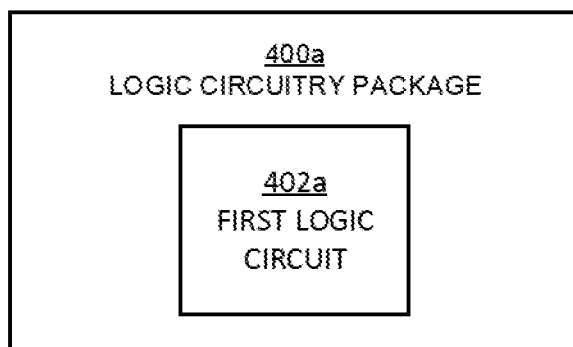 400a
LOGIC CIRCUITRY PACKAGE
402a
FIRST LOGIC
CIRCUIT